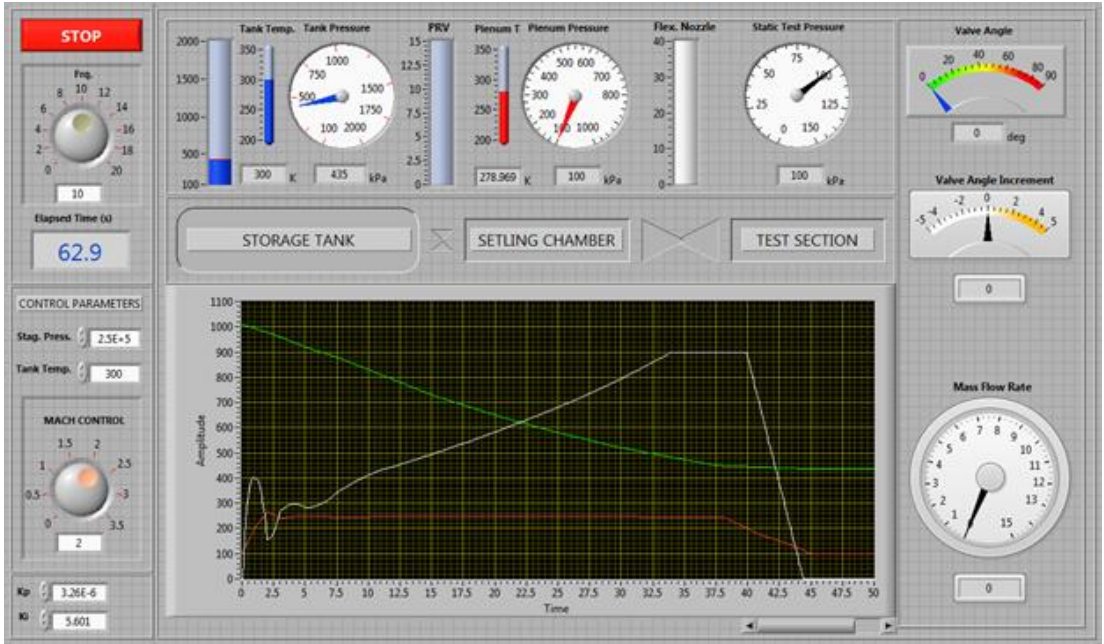 STOP
Frq.
0 2 4 6 8 10 12 14 16 18 20
10
Elapsed Time (s)
62.9
CONTROL PARAMETERS
Stag. Press. 2.5E+5
Tank Temp. 300
MACH CONTROL
0 0.5 1 1.5 2 2.5 3 3.5
2
Kp 3.26E-6
Ki 5.601
Tank Temp. Tank Pressure PRV Plenum T Plenum Pressure Flex. Nozzle Static Test Pressure
2000 1500 1000 500 100
350 300 250 200
100 500 750 1000 1500 1750 2000
15 12.5 10 7.5 5 2.5 0
350 300 250 200
100 200 300 400 500 600 700 800 1000
40 30 20 10 0
0 25 50 75 100 125 150
300 K 435 kPa 278.969 K 100 kPa 100 kPa
STORAGE TANK SETLING CHAMBER TEST SECTION
Amplitude
1100
1000
900
800
700
600
500
400
300
200
100
0
0 2.5 5 7.5 10 12.5 15 17.5 20 22.5 25 27.5 30 32.5 35 37.5 40 42.5 45 47.5 50
Time
Valve Angle
0 20 40 60 80 90
0 deg
Valve Angle Increment
-5 -4 -2 0 2 4 5
0
Mass Flow Rate
1 2 3 4 5 6 7 8 9 10 11 12 13 15
0